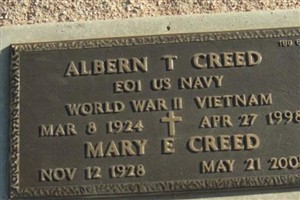 ALBERN T CREED
EO1 US NAVY
WORLD WAR II VIETNAM
MAR 8 1924 APR 27 1998
MARY E CREED
NOV 12 1928 MAY 21